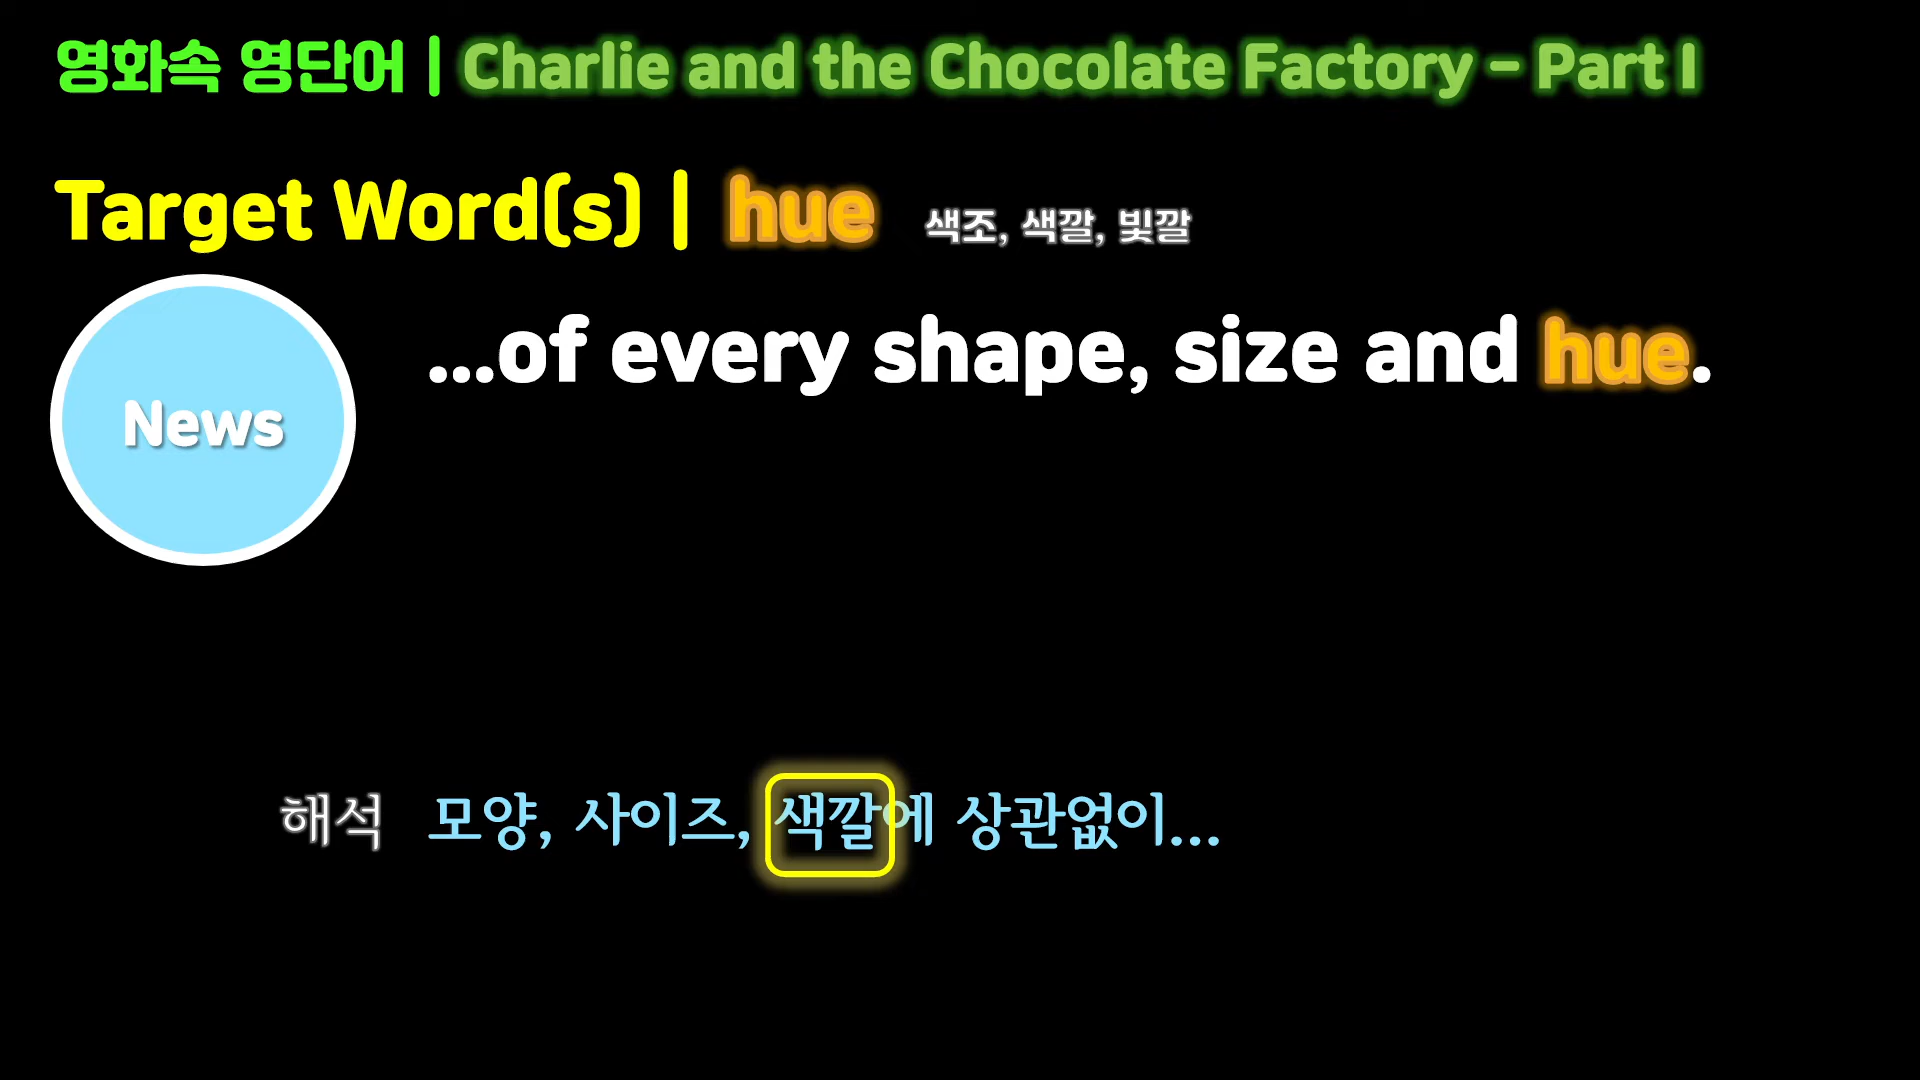 영화속 영단어 | Charlie and the Chocolate Factory - Part I
Target Word(s) | hue 색조, 색깔, 빛깔
News
...of every shape, size and hue.
해석 모양, 사이즈, 색깔에 상관없이...